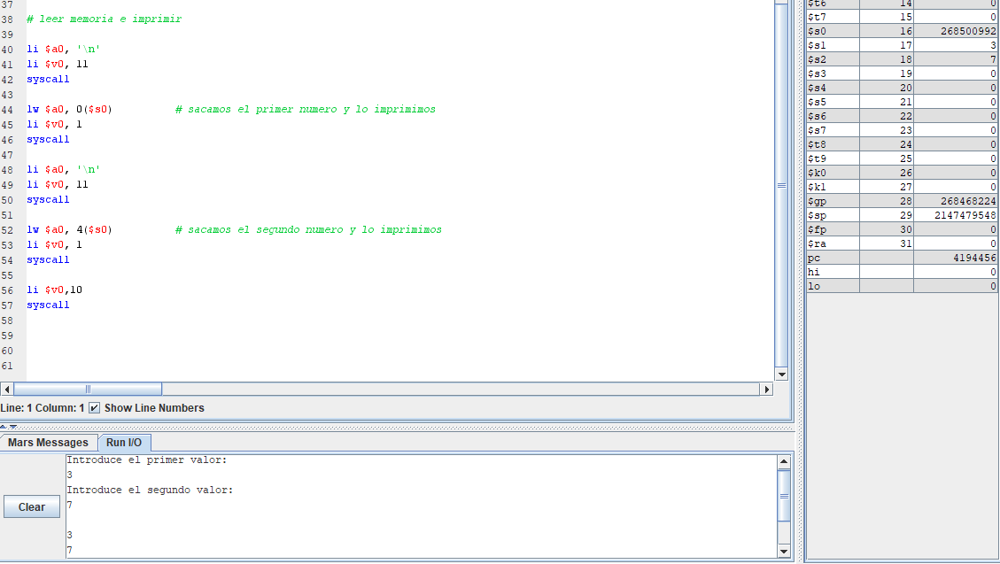 37
38 # leer memoria e imprimir
39
40 li $a0, '\n'
41 li $v0, 11
42 syscall
43
44 lw $a0, 0($s0) # sacamos el primer numero y lo imprimimos
45 li $v0, 1
46 syscall
47
48 li $a0, '\n'
49 li $v0, 11
50 syscall
51
52 lw $a0, 4($s0) # sacamos el segundo numero y lo imprimimos
53 li $v0, 1
54 syscall
55
56 li $v0,10
57 syscall
58
59
60
61
Line: 1 Column: 1 Show Line Numbers
Mars Messages Run I/O
Clear
Introduce el primer valor:
3
Introduce el segundo valor:
7
3
7
$t6 14 0
$t7 15 0
$s0 16 268500992
$s1 17 3
$s2 18 7
$s3 19 0
$s4 20 0
$s5 21 0
$s6 22 0
$s7 23 0
$t8 24 0
$t9 25 0
$k0 26 0
$k1 27 0
$gp 28 268468224
$sp 29 2147479548
$fp 30 0
$ra 31 0
pc 4194456
hi 0
lo 0